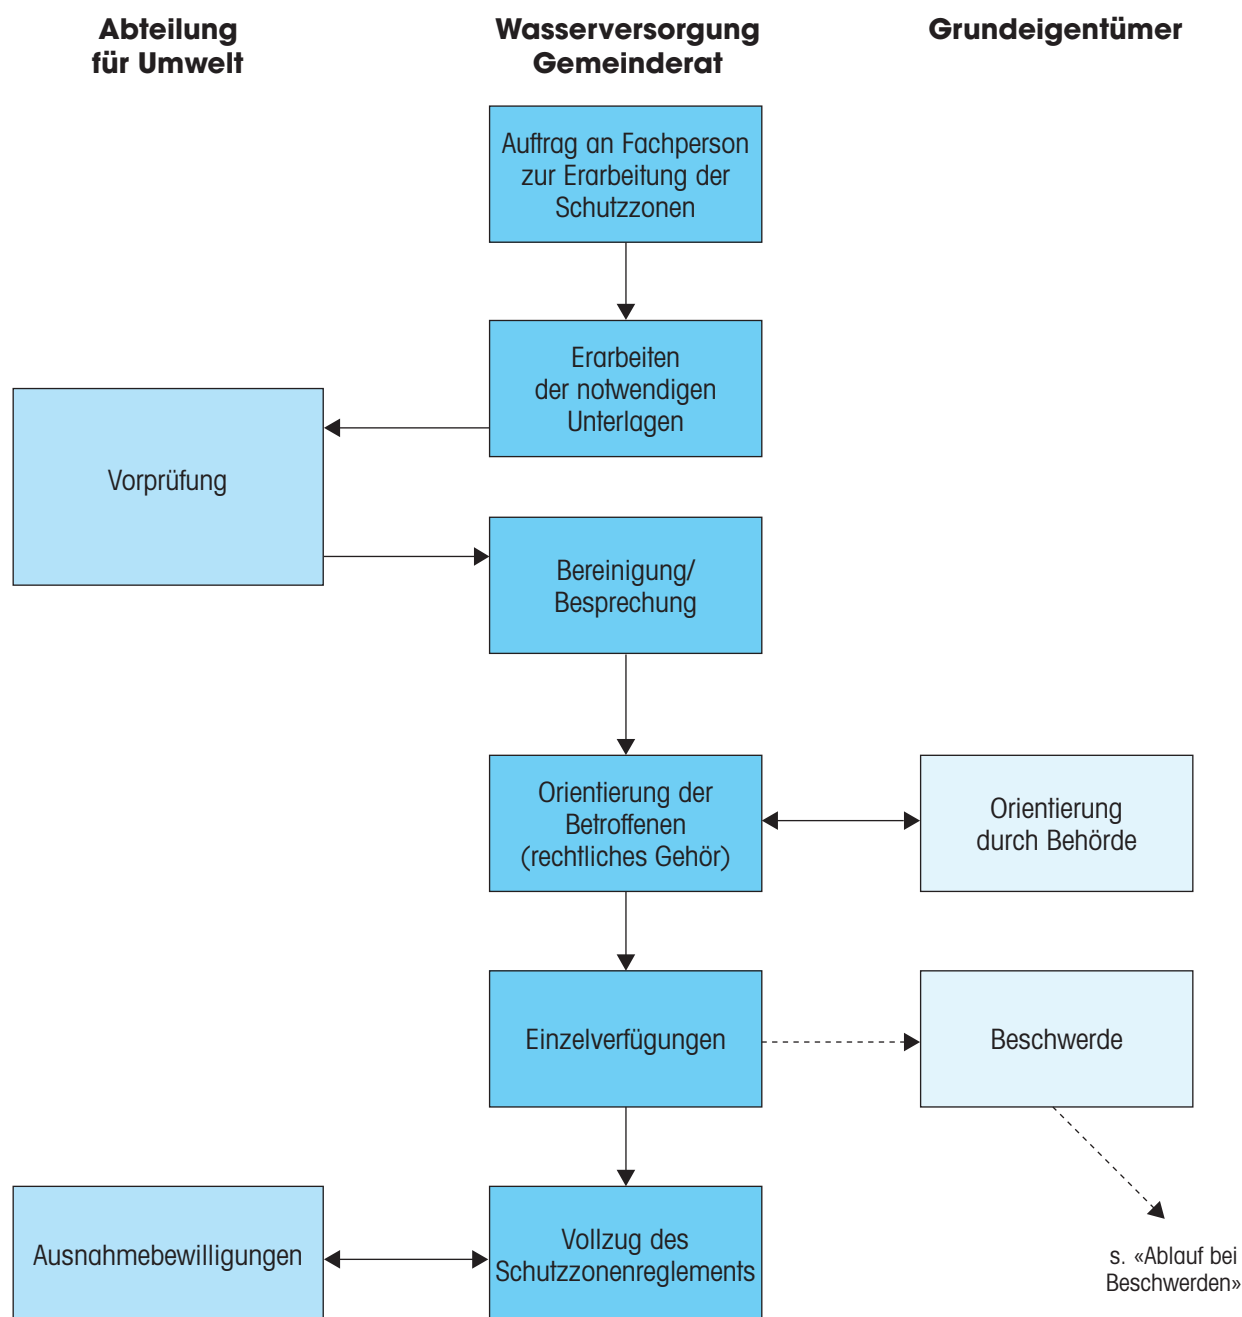 Abteilung
für Umwelt
Wasserversorgung
Gemeinderat
Grundeigentümer
Auftrag an Fachperson
zur Erarbeitung der
Schutzzonen
Erarbeiten
der notwendigen
Unterlagen
Vorprüfung
Bereinigung/
Besprechung
Orientierung der
Betroffenen
(rechtliches Gehör)
Orientierung
durch Behörde
Einzelverfügungen
Beschwerde
Ausnahmebewilligungen
Vollzug des
Schutzzonenreglements
s. «Ablauf bei
Beschwerden»